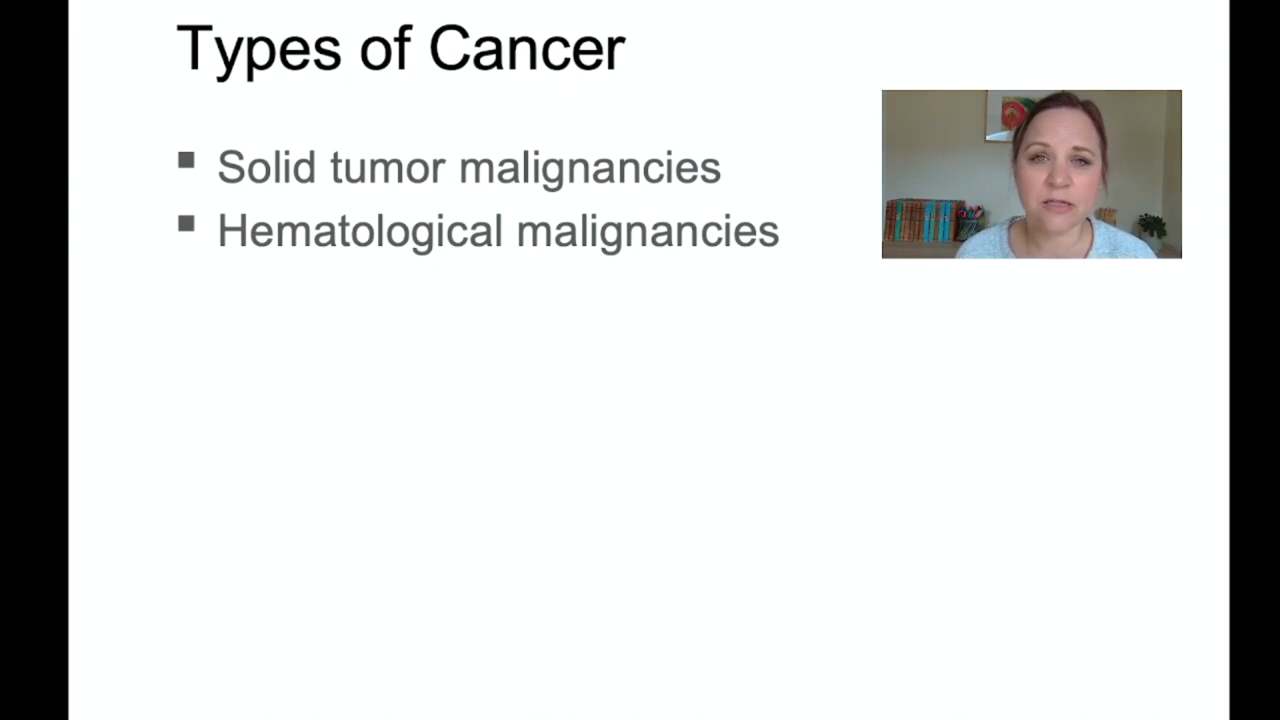 Types of Cancer
Solid tumor malignancies
Hematological malignancies